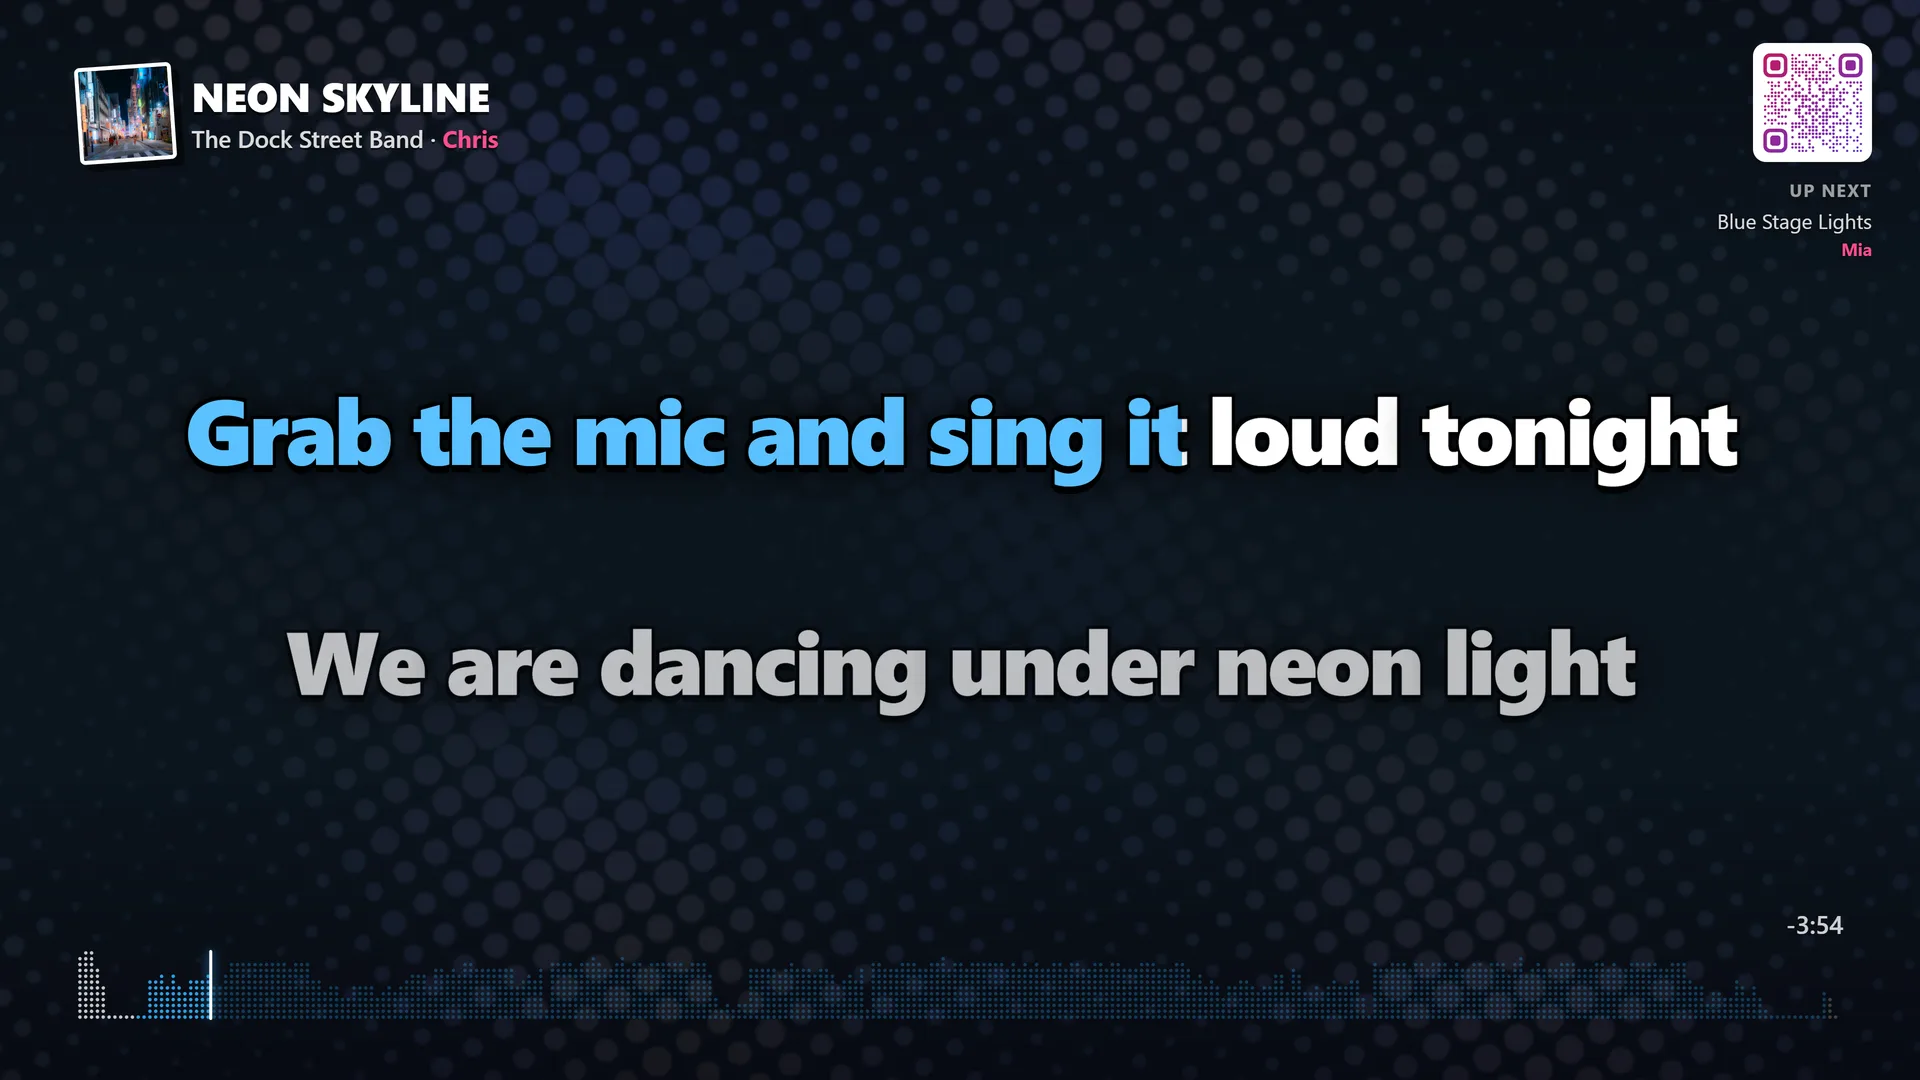 NEON SKYLINE
The Dock Street Band · Chris
UP NEXT
Blue Stage Lights
Mia
Grab the mic and sing it loud tonight
We are dancing under neon light
-3:54